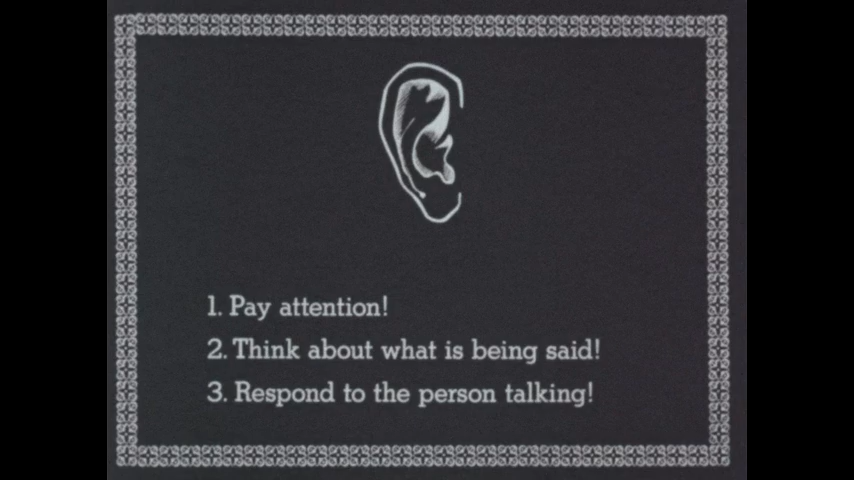 1. Pay attention!
2. Think about what is being said!
3. Respond to the person talking!